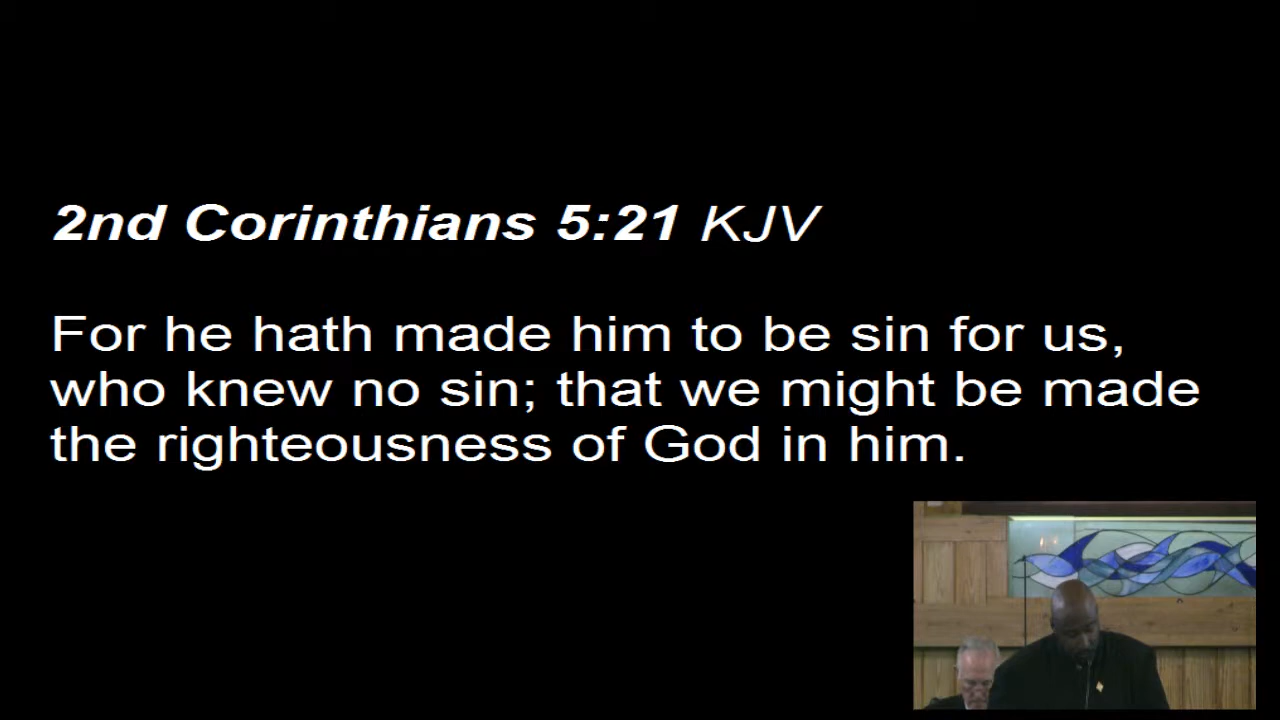 2nd Corinthians 5:21 KJV
For he hath made him to be sin for us,
who knew no sin; that we might be made
the righteousness of God in him.